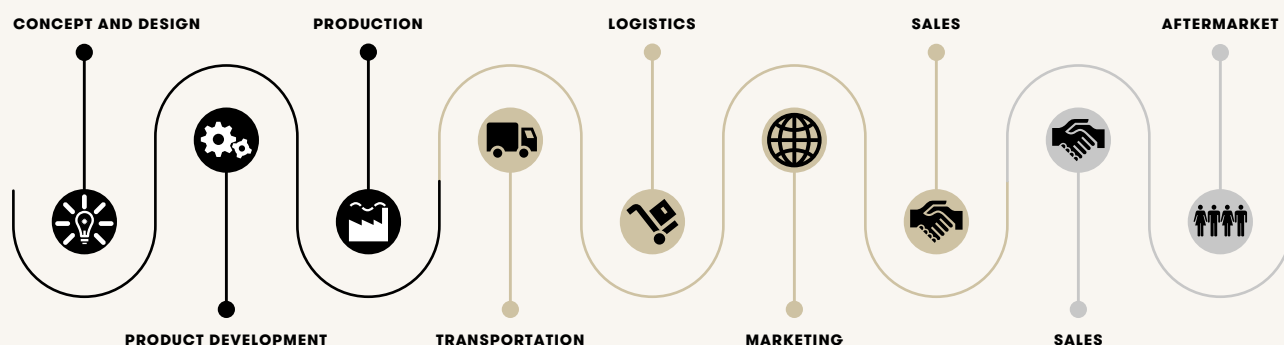 CONCEPT AND DESIGN
PRODUCTION
LOGISTICS
SALES
AFTERMARKET
PRODUCT DEVELOPMENT
TRANSPORTATION
MARKETING
SALES